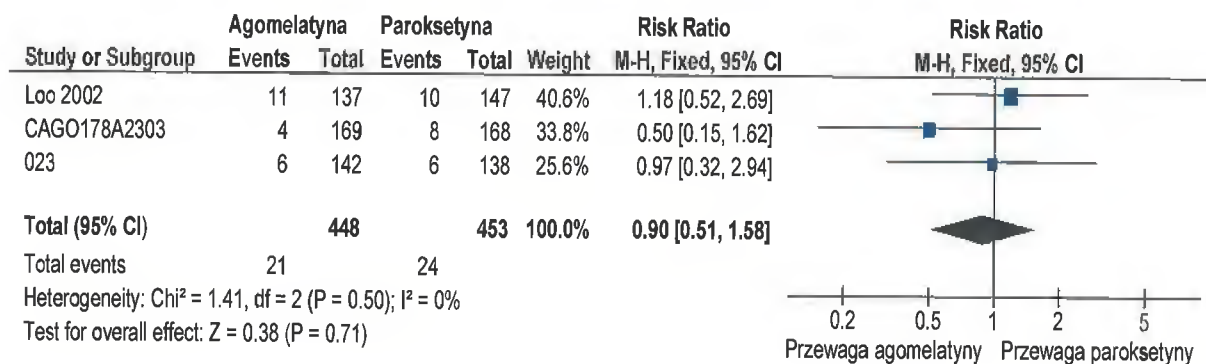 Agomelatyna Paroksetyna Risk Ratio Risk Ratio
Study or Subgroup Events Total Events Total Weight M-H, Fixed, 95% CI M-H, Fixed, 95% CI
Loo 2002 11 137 10 147 40.6% 1.18 [0.52, 2.69]
CAGO178A2303 4 169 8 168 33.8% 0.50 [0.15, 1.62]
023 6 142 6 138 25.6% 0.97 [0.32, 2.94]
Total (95% CI) 448 453 100.0% 0.90 [0.51, 1.58]
Total events 21 24
Heterogeneity: Chi² = 1.41, df = 2 (P = 0.50); I² = 0%
Test for overall effect: Z = 0.38 (P = 0.71)
0.2 0.5 1 2 5
Przewaga agomelatyny Przewaga paroksetyny